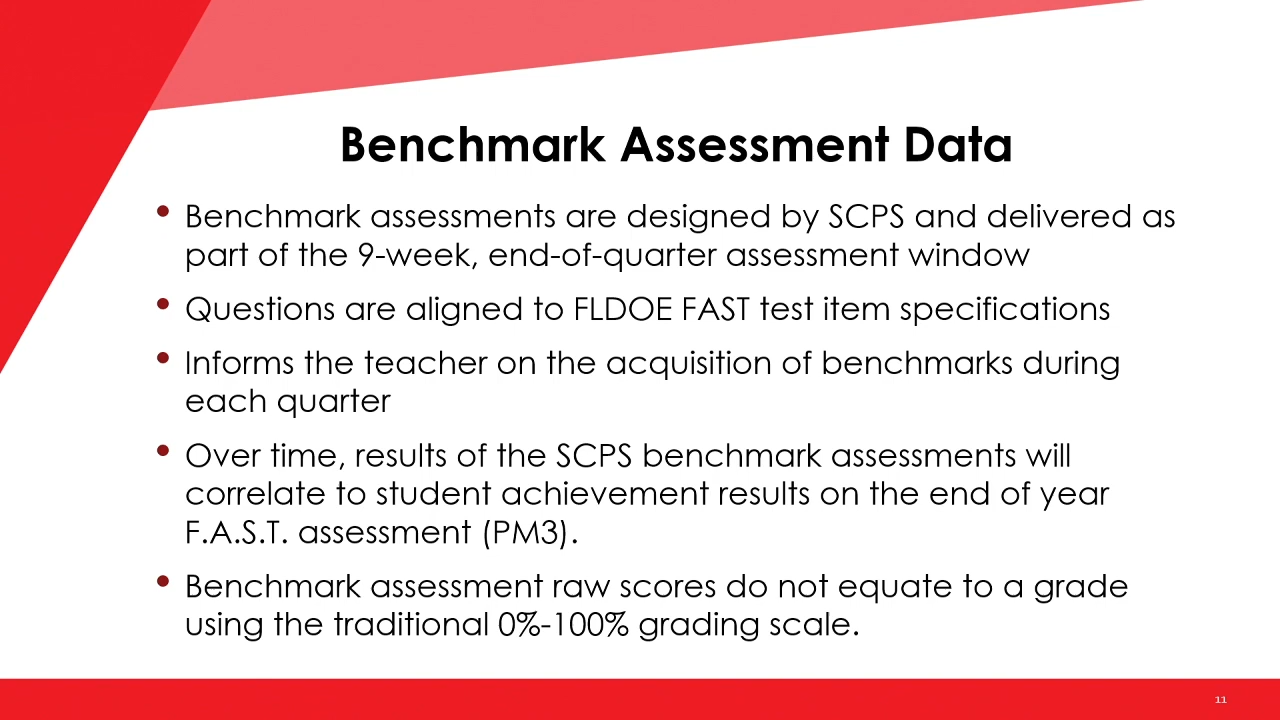 Benchmark Assessment Data
• Benchmark assessments are designed by SCPS and delivered as
part of the 9-week, end-of-quarter assessment window
• Questions are aligned to FLDOE FAST test item specifications
• Informs the teacher on the acquisition of benchmarks during
each quarter
• Over time, results of the SCPS benchmark assessments will
correlate to student achievement results on the end of year
F.A.S.T. assessment (PM3).
• Benchmark assessment raw scores do not equate to a grade
using the traditional 0%-100% grading scale.
11